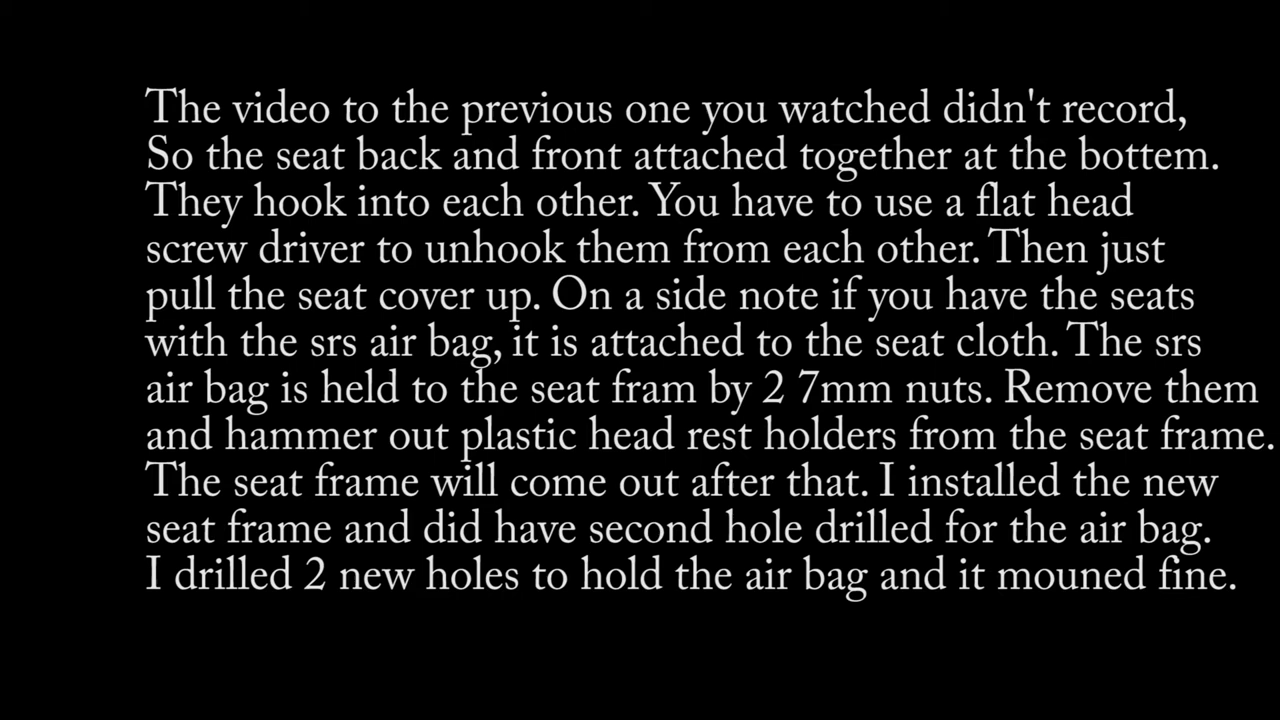 The video to the previous one you watched didn't record,
So the seat back and front attached together at the bottem.
They hook into each other. You have to use a flat head
screw driver to unhook them from each other. Then just
pull the seat cover up. On a side note if you have the seats
with the srs air bag, it is attached to the seat cloth. The srs
air bag is held to the seat fram by 2 7mm nuts. Remove them
and hammer out plastic head rest holders from the seat frame.
The seat frame will come out after that. I installed the new
seat frame and did have second hole drilled for the air bag.
I drilled 2 new holes to hold the air bag and it mouned fine.